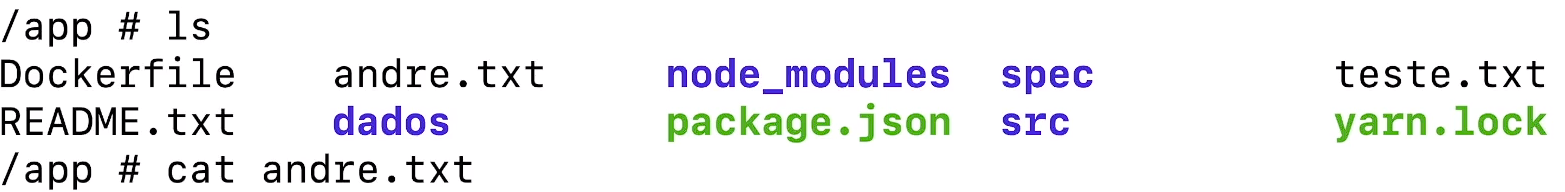 /app # ls
Dockerfile    andre.txt     node_modules  spec          teste.txt
README.txt    dados         package.json  src           yarn.lock
/app # cat andre.txt